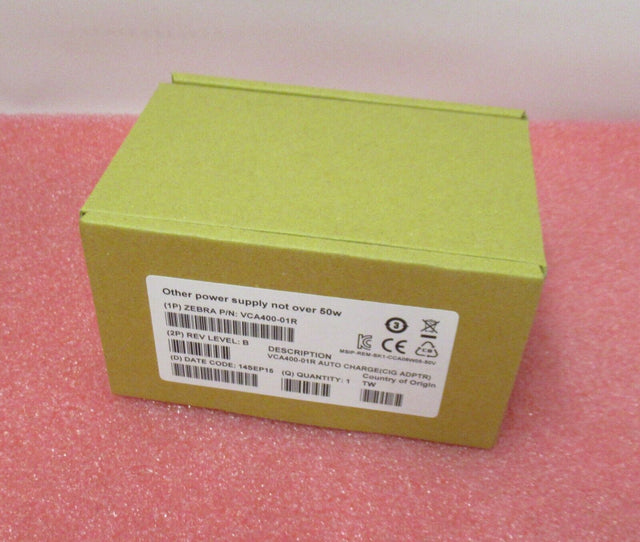 Other power supply not over 50w
(1P) ZEBRA P/N: VCA400-01R
3
(2P) REV LEVEL: B
DESCRIPTION
VCA400-01R AUTO CHARGE(CIG ADPTR)
(D) DATE CODE: 14SEP15
(Q) QUANTITY: 1
Country of Origin
TW